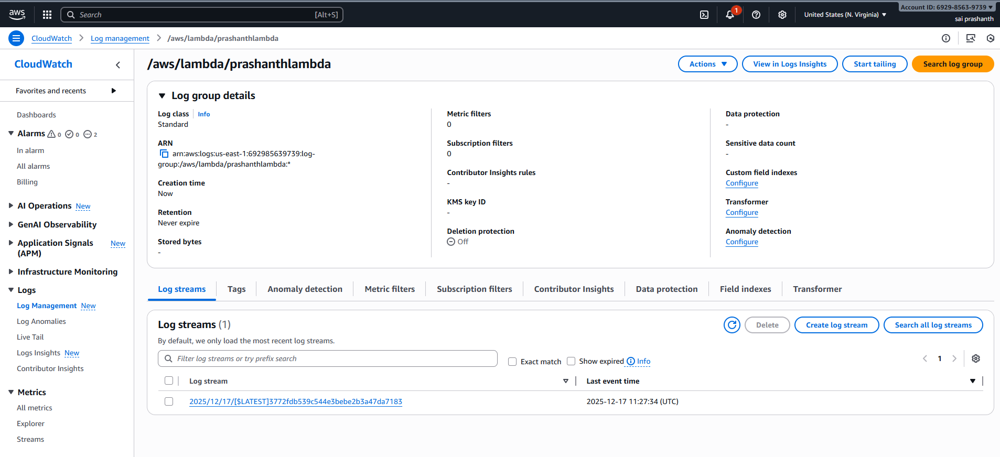 aws
Search [Alt+S]
1
United States (N. Virginia)
Account ID: 6929-8563-9739
sai prashanth
CloudWatch
Log management
/aws/lambda/prashanthlambda
CloudWatch
Favorites and recents
Dashboards
Alarms 0 0 2
In alarm
All alarms
Billing
AI Operations New
GenAI Observability
Application Signals New
(APM)
Infrastructure Monitoring
Logs
Log Management New
Log Anomalies
Live Tail
Logs Insights New
Contributor Insights
Metrics
All metrics
Explorer
Streams
/aws/lambda/prashanthlambda
Actions
View in Logs Insights
Start tailing
Search log group
Log group details
Log class Info
Standard
ARN
arn:aws:logs:us-east-1:692985639739:log-
group:/aws/lambda/prashanthlambda:*
Creation time
Now
Retention
Never expire
Stored bytes
-
Metric filters
0
Subscription filters
0
Contributor Insights rules
-
KMS key ID
-
Deletion protection
Off
Data protection
-
Sensitive data count
-
Custom field indexes
Configure
Transformer
Configure
Anomaly detection
Configure
Log streams Tags Anomaly detection Metric filters Subscription filters Contributor Insights Data protection Field indexes Transformer
Log streams (1)
Delete
Create log stream
Search all log streams
By default, we only load the most recent log streams.
Filter log streams or try prefix search
Exact match
Show expired Info
1
Log stream Last event time
2025/12/17/[$LATEST]3772fdb539c544e3bebe2b3a47da7183 2025-12-17 11:27:34 (UTC)